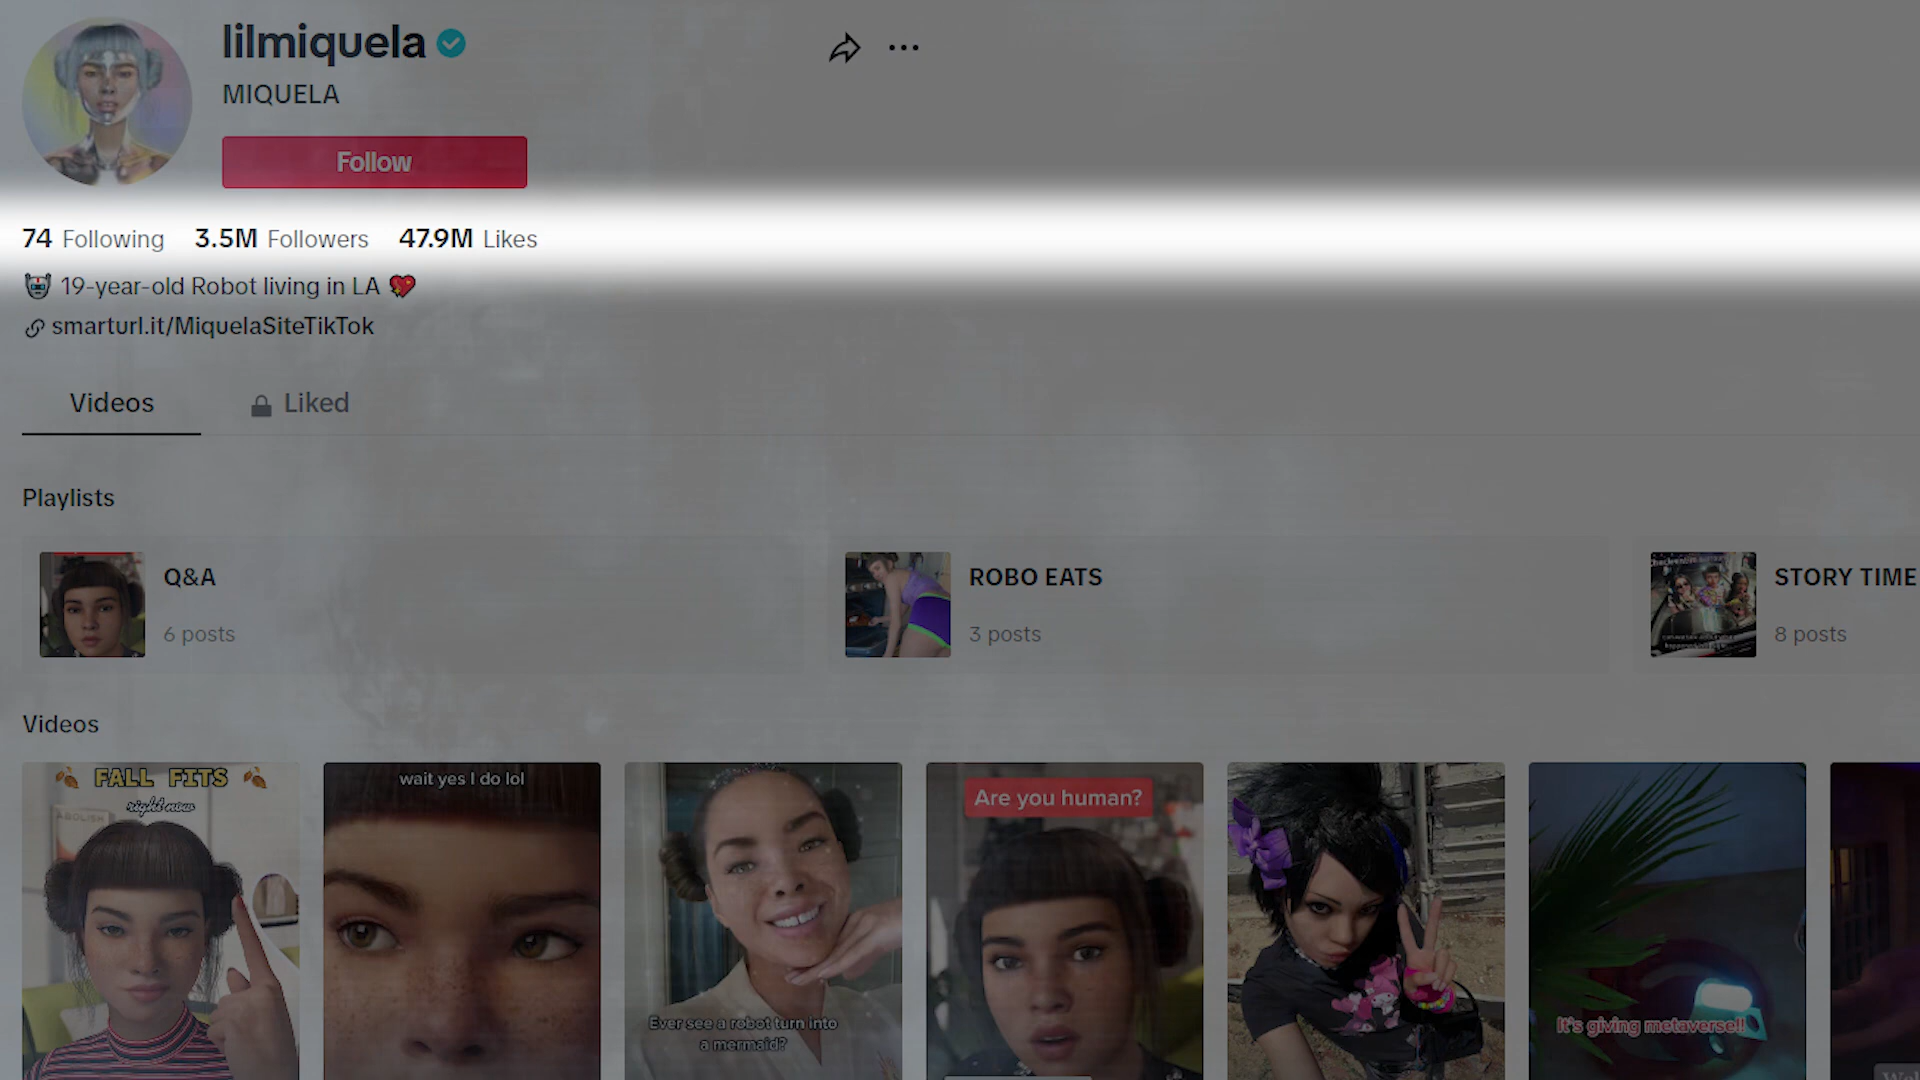 lilmiquela
MIQUELA
Follow
74 Following 3.5M Followers 47.9M Likes
19-year-old Robot living in LA
smarturl.it/MiquelaSiteTikTok
Videos Liked
Playlists
Q&A
6 posts
ROBO EATS
3 posts
STORY TIME
8 posts
Videos
FALL FITS
right now
ABOLISH
wait yes I do lol
Ever see a robot turn into
a mermaid?
Are you human?
It's giving metaverse!!